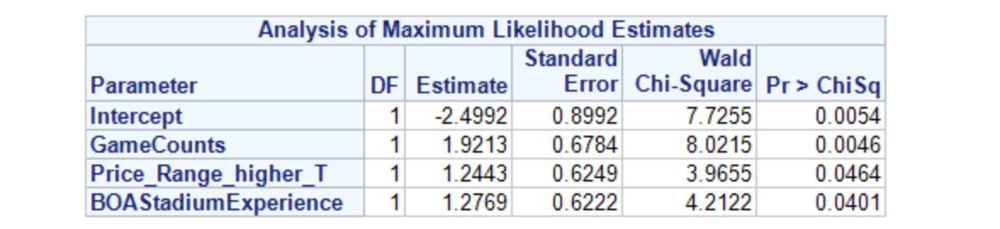 Analysis of Maximum Likelihood Estimates
Parameter DF Estimate Standard Error Wald Chi-Square Pr > ChiSq
Intercept 1 -2.4992 0.8992 7.7255 0.0054
GameCounts 1 1.9213 0.6784 8.0215 0.0046
Price_Range_higher_T 1 1.2443 0.6249 3.9655 0.0464
BOAStadiumExperience 1 1.2769 0.6222 4.2122 0.0401